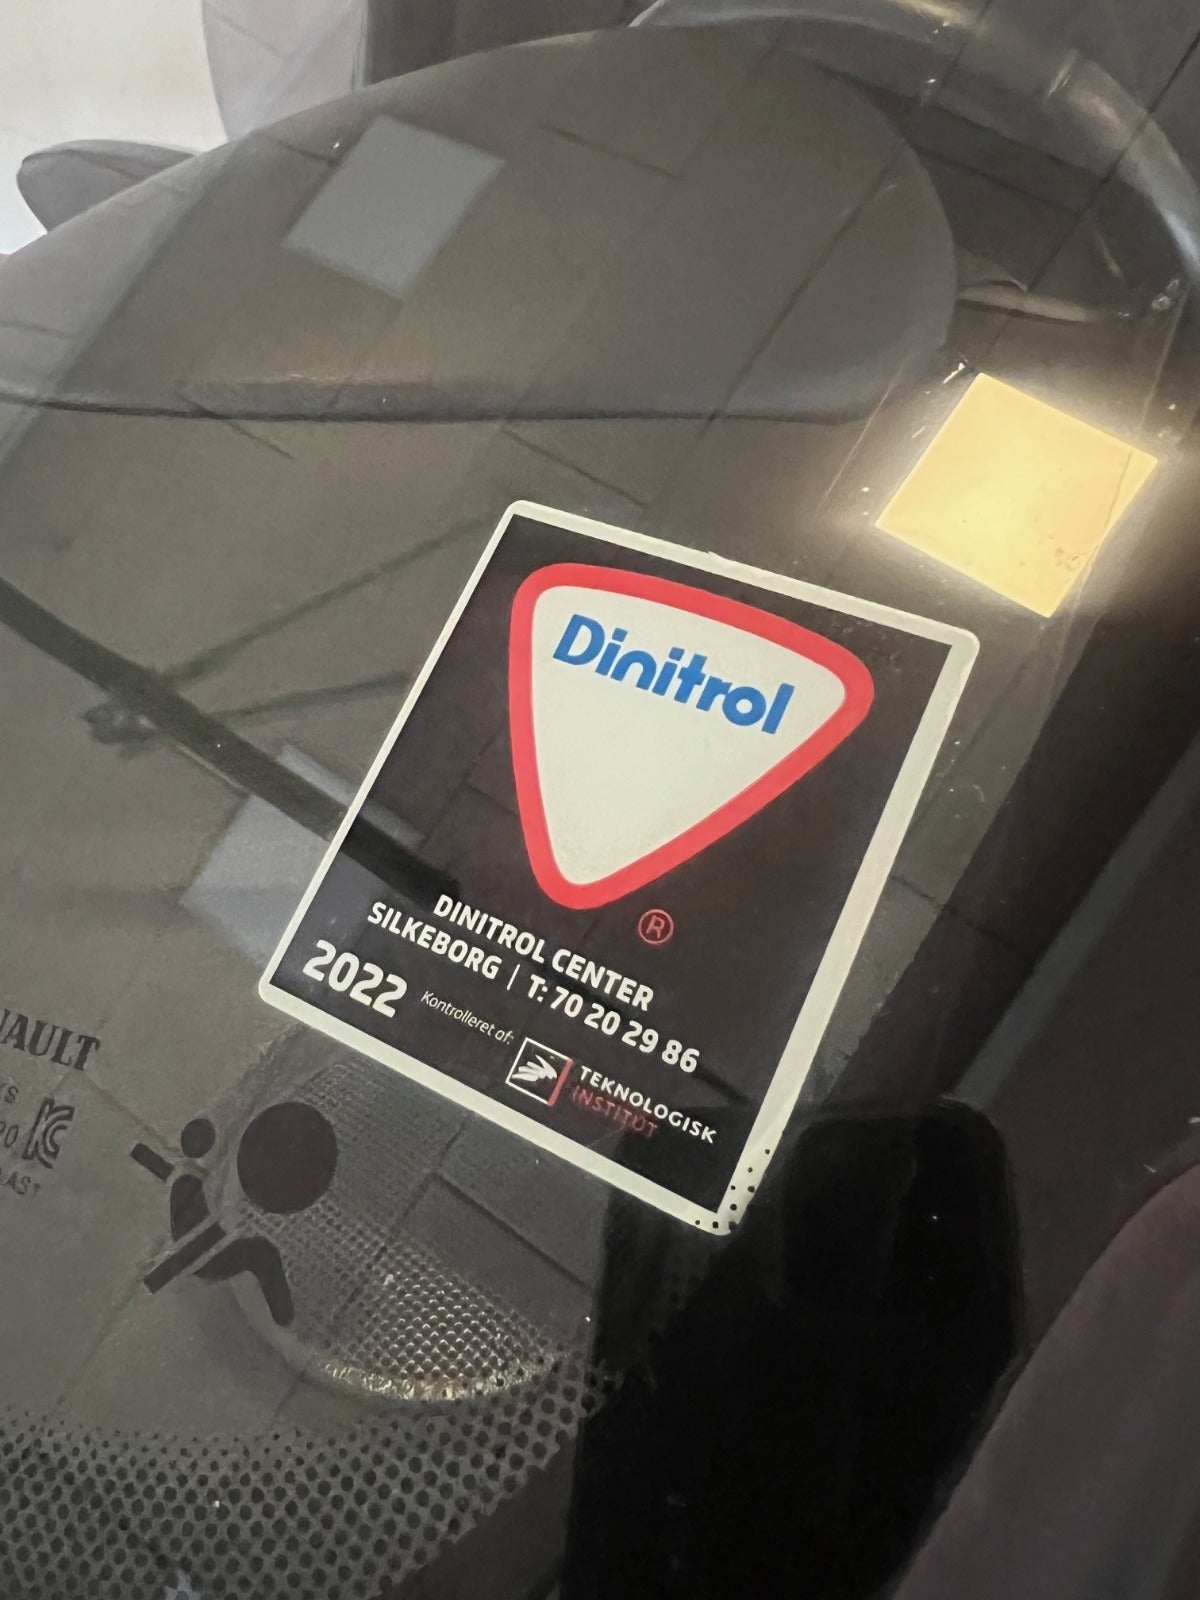 Dinitrol
®
DINITROL CENTER
SILKEBORG | T: 70 20 29 86
2022
Kontrolleret af:
TEKNOLOGISK
INSTITUT